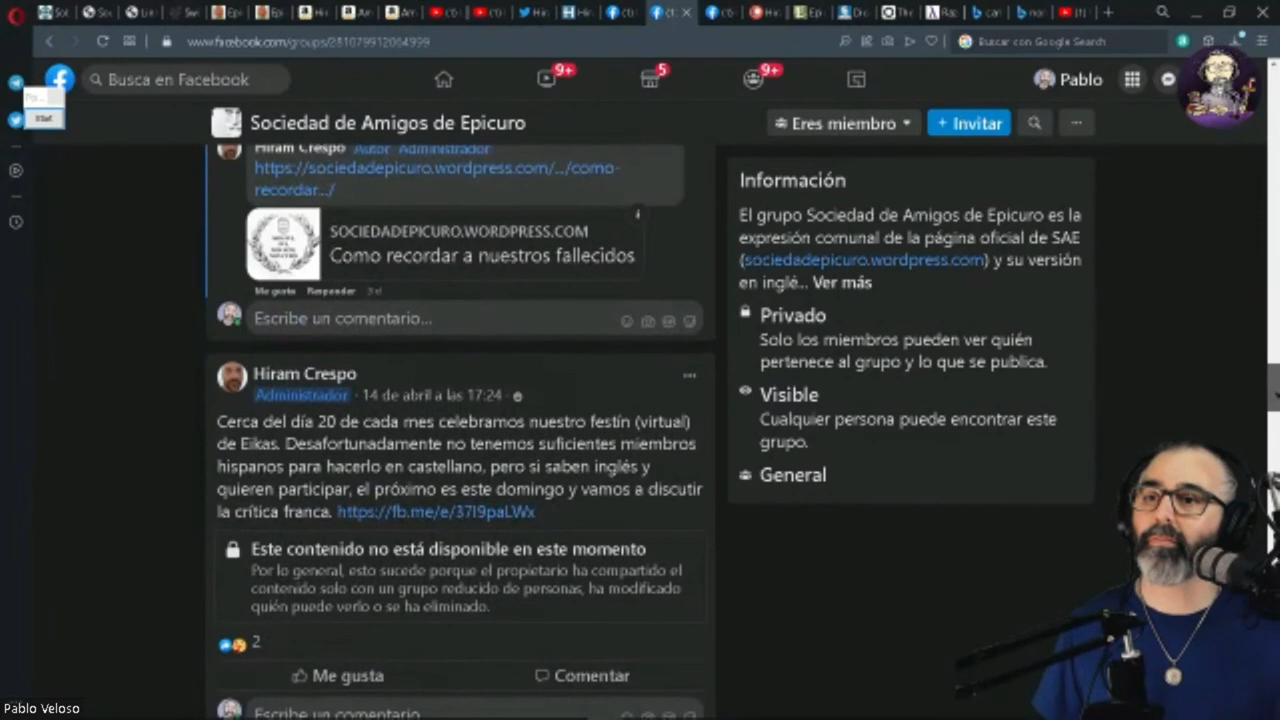 www.facebook.com/groups/281079912064999
Buscar con Google Search
Busca en Facebook
9+
5
9+
Pablo
Sociedad de Amigos de Epicuro
Eres miembro
+ Invitar
Hiram Crespo Autor Administrador
https://sociedadepicuro.wordpress.com/.../como-
recordar.../
SOCIEDADEPICURO.WORDPRESS.COM
Como recordar a nuestros fallecidos
Me gusta Responder 3 d
Escribe un comentario...
Hiram Crespo
Administrador · 14 de abril a las 17:24 ·
Cerca del día 20 de cada mes celebramos nuestro festín (virtual)
de Eikas. Desafortunadamente no tenemos suficientes miembros
hispanos para hacerlo en castellano, pero si saben inglés y
quieren participar, el próximo es este domingo y vamos a discutir
la crítica franca. https://fb.me/e/37I9paLWx
Este contenido no está disponible en este momento
Por lo general, esto sucede porque el propietario ha compartido el
contenido solo con un grupo reducido de personas, ha modificado
quién puede verlo o se ha eliminado.
2
Me gusta
Comentar
Escribe un comentario
Información
El grupo Sociedad de Amigos de Epicuro es la
expresión comunal de la página oficial de SAE
(sociedadepicuro.wordpress.com) y su versión
en inglé... Ver más
Privado
Solo los miembros pueden ver quién
pertenece al grupo y lo que se publica.
Visible
Cualquier persona puede encontrar este
grupo.
General
Pablo Veloso